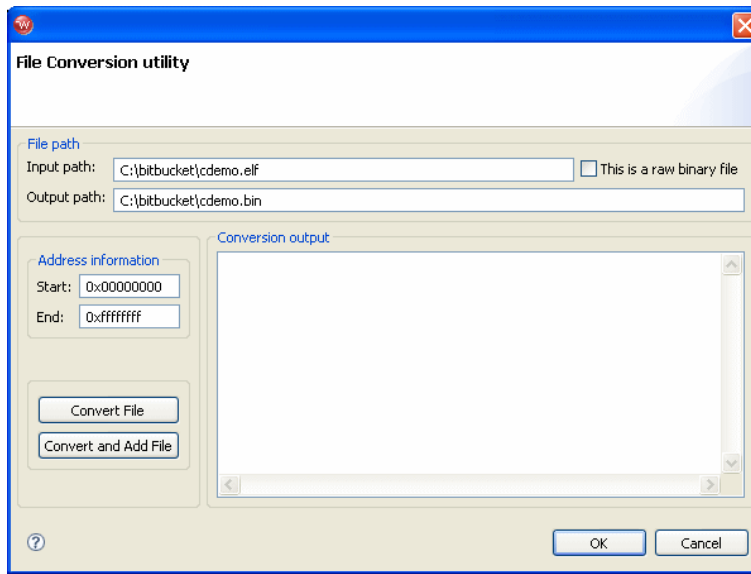 File Conversion utility
File path
Input path: C:\bitbucket\cdemo.elf This is a raw binary file
Output path: C:\bitbucket\cdemo.bin
Conversion output
Address information
Start: 0x00000000
End: 0xffffffff
Convert File
Convert and Add File
OK Cancel